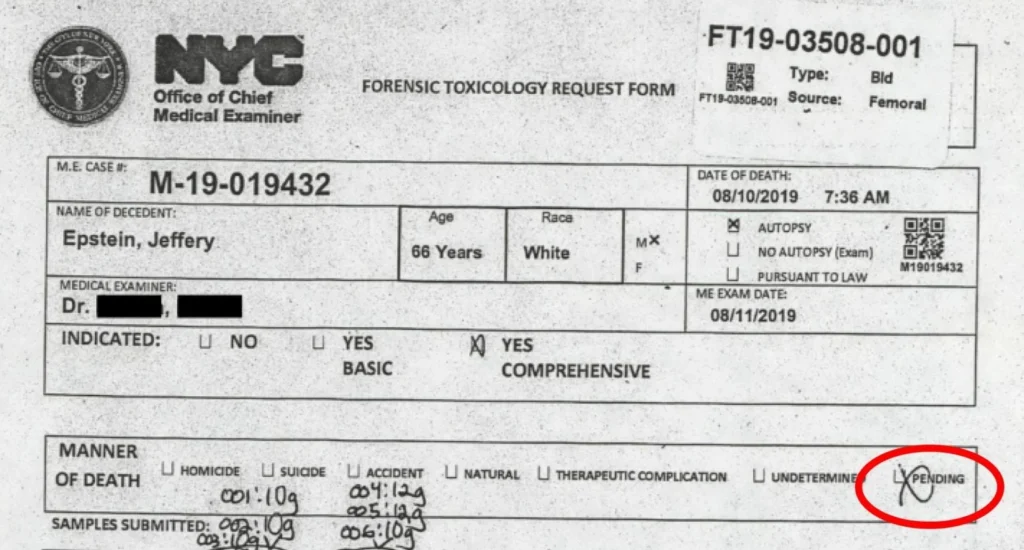 FT19-03508-001
Type: Bld
FT19-03508-001 Source: Femoral
NYC
Office of Chief
Medical Examiner
FORENSIC TOXICOLOGY REQUEST FORM
M.E. CASE #: M-19-019432
DATE OF DEATH:
08/10/2019 7:36 AM
NAME OF DECEDENT:
Epstein, Jeffery
Age
66 Years
Race
White
M X
F
AUTOPSY
NO AUTOPSY (Exam)
PURSUANT TO LAW
M19019432
MEDICAL EXAMINER:
Dr. ,
ME EXAM DATE:
08/11/2019
INDICATED: NO YES BASIC YES COMPREHENSIVE
MANNER OF DEATH HOMICIDE SUICIDE ACCIDENT NATURAL THERAPEUTIC COMPLICATION UNDETERMINE PENDING
001:10g 004:12g
005:12g
SAMPLES SUBMITTED: 002:10g 006:10g
003:10g